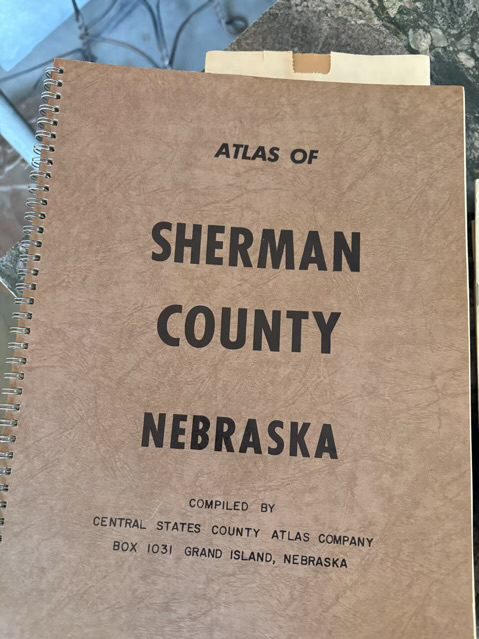 ATLAS OF
SHERMAN
COUNTY
NEBRASKA
COMPILED BY
CENTRAL STATES COUNTY ATLAS COMPANY
BOX 1031 GRAND ISLAND, NEBRASKA